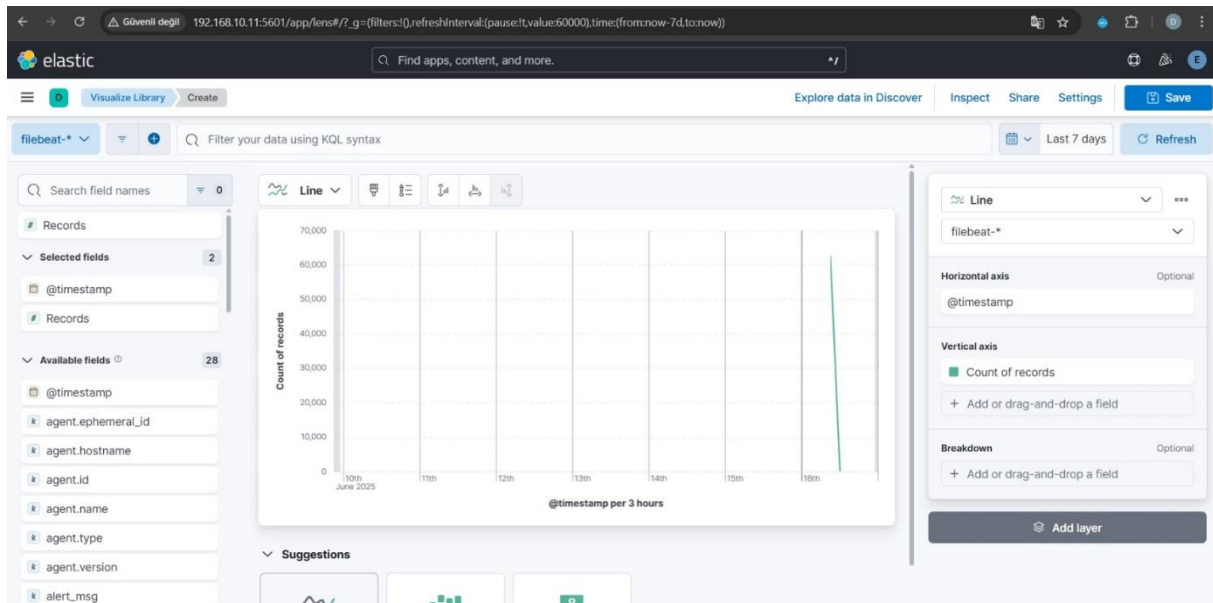 Güvenli değil
192.168.10.11:5601/app/lens#/?_g=(filters:!(),refreshInterval:(pause:!t,value:60000),time:(from:now-7d,to:now))
D
elastic
Find apps, content, and more.
^/
E
D
Visualize Library
Create
Explore data in Discover
Inspect
Share
Settings
Save
filebeat-*
Filter your data using KQL syntax
Last 7 days
Refresh
Search field names
0
# Records
Selected fields
2
@timestamp
# Records
Available fields
28
@timestamp
k agent.ephemeral_id
k agent.hostname
k agent.id
k agent.name
k agent.type
k agent.version
k alert_msg
Line
70,000
60,000
50,000
40,000
30,000
20,000
10,000
0
Count of records
10th
11th
12th
13th
14th
15th
16th
June 2025
@timestamp per 3 hours
Suggestions
Line
filebeat-*
Horizontal axis
Optional
@timestamp
Vertical axis
Count of records
+ Add or drag-and-drop a field
Breakdown
Optional
+ Add or drag-and-drop a field
Add layer